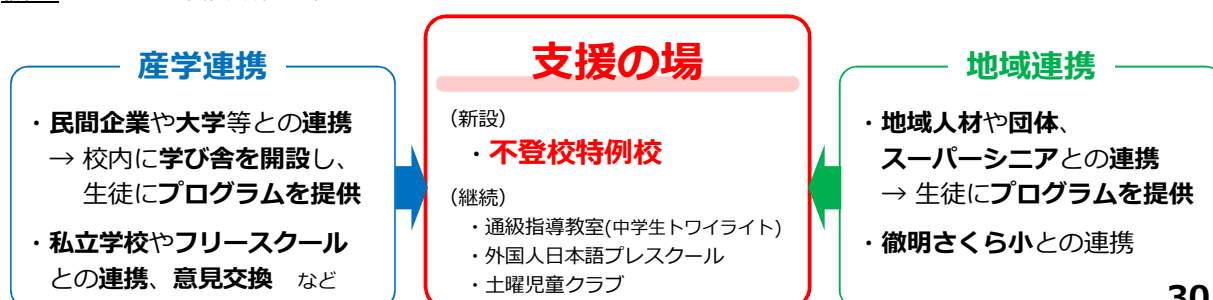 産学連携
・民間企業や大学等との連携
→ 校内に学び舎を開設し、
生徒にプログラムを提供
・私立学校やフリースクール
との連携、意見交換 など
支援の場
（新設）
・不登校特例校
（継続）
・通級指導教室(中学生トワイライト)
・外国人日本語プレスクール
・土曜児童クラブ
地域連携
・地域人材や団体、
スーパーシニアとの連携
→ 生徒にプログラムを提供
・徹明さくら小との連携
30